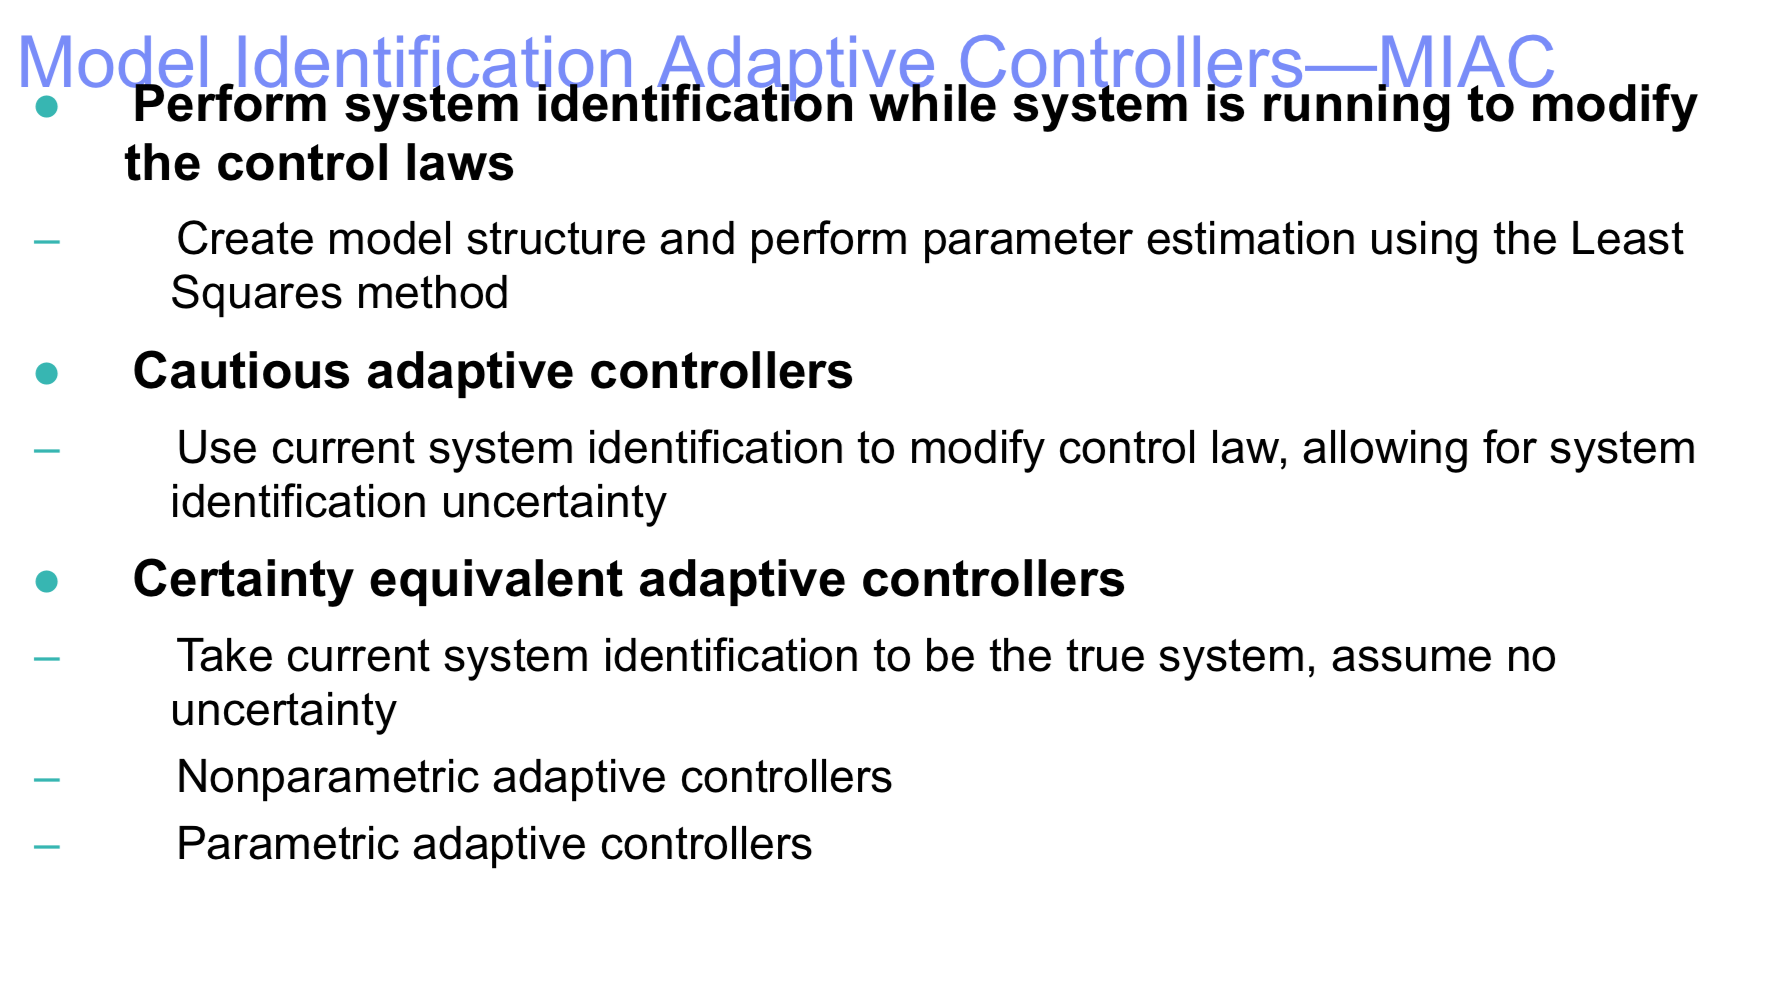 Model Identification Adaptive Controllers—MIAC
● Perform system identification while system is running to modify
the control laws
– Create model structure and perform parameter estimation using the Least
Squares method
● Cautious adaptive controllers
– Use current system identification to modify control law, allowing for system
identification uncertainty
● Certainty equivalent adaptive controllers
– Take current system identification to be the true system, assume no
uncertainty
– Nonparametric adaptive controllers
– Parametric adaptive controllers